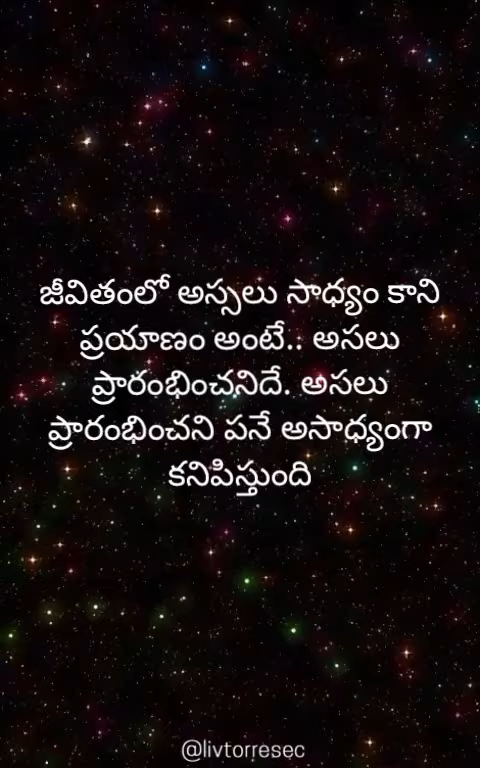 జీవితంలో అస్సలు సాధ్యం కాని
ప్రయాణం అంటే.. అసలు
ప్రారంభించనిదే. అసలు
ప్రారంభించని పనే అసాధ్యంగా
కనిపిస్తుంది
@livtorresec